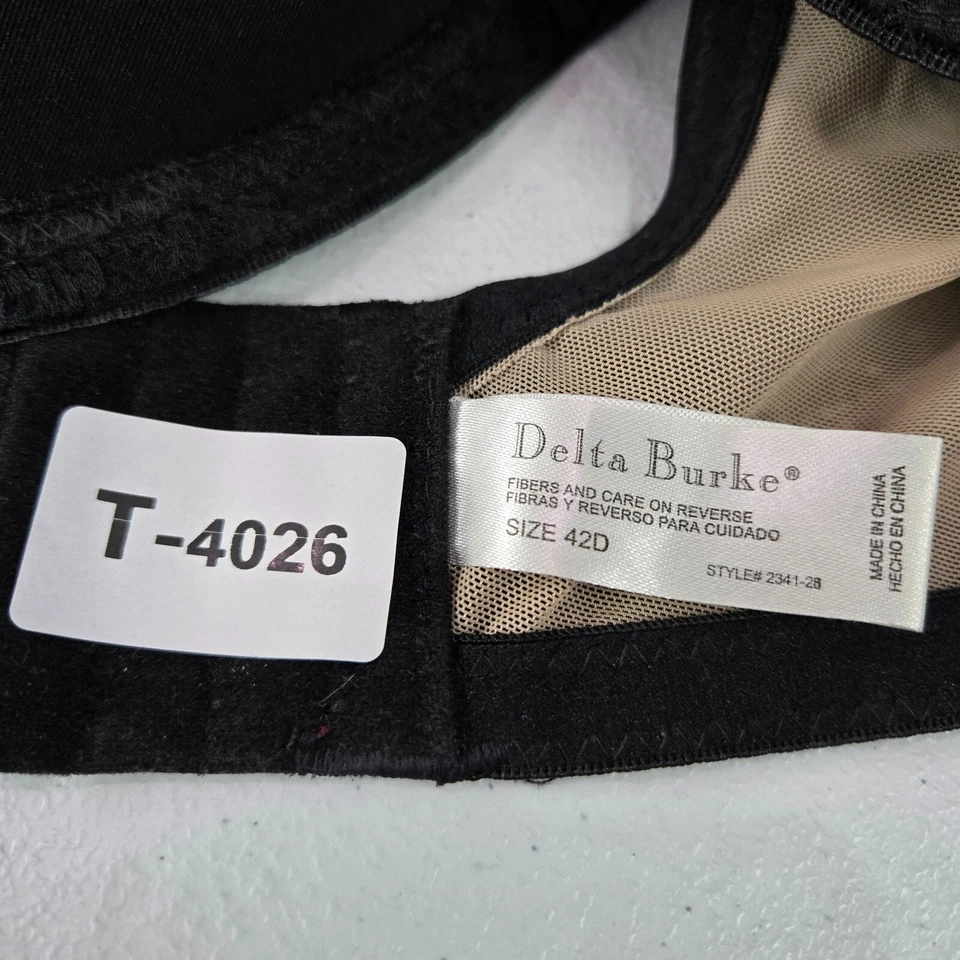 T-4026
Delta Burke®
FIBERS AND CARE ON REVERSE
FIBRAS Y REVERSO PARA CUIDADO
SIZE 42D
STYLE# 2341-28
MADE IN CHINA
HECHO EN CHINA